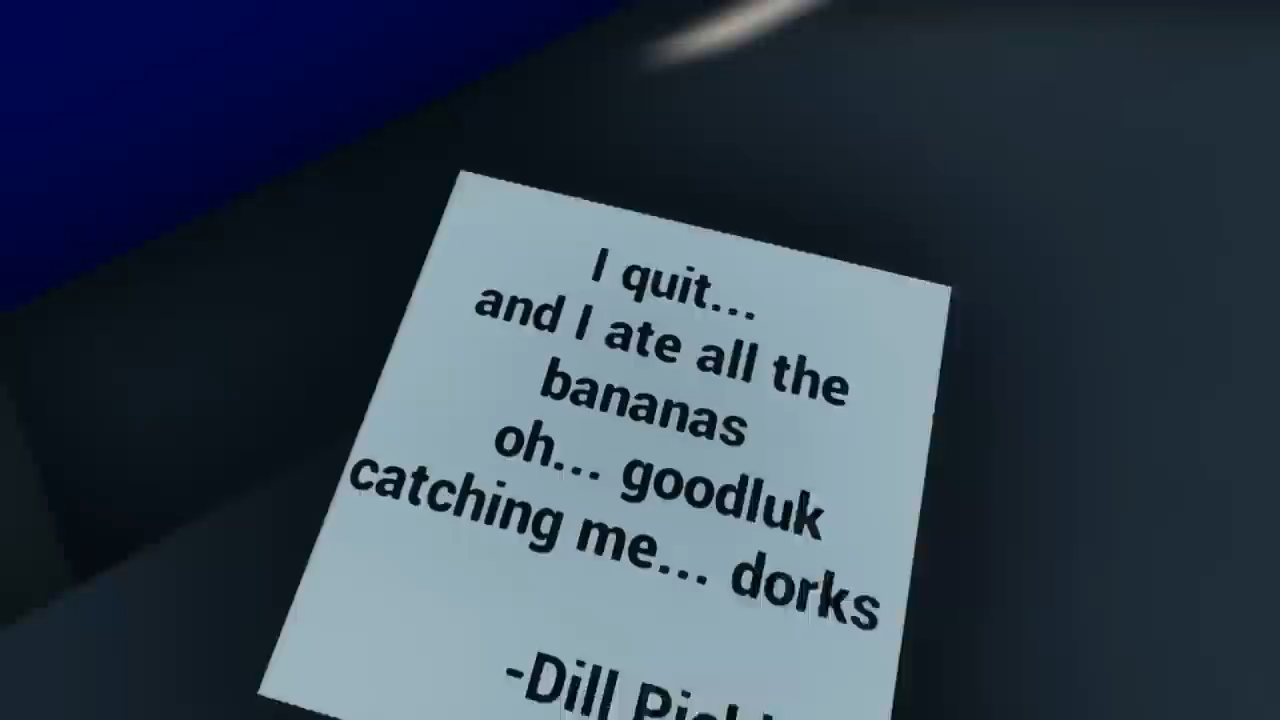 I quit...
and I ate all the
bananas
oh... goodluk
catching me... dorks
-Dill